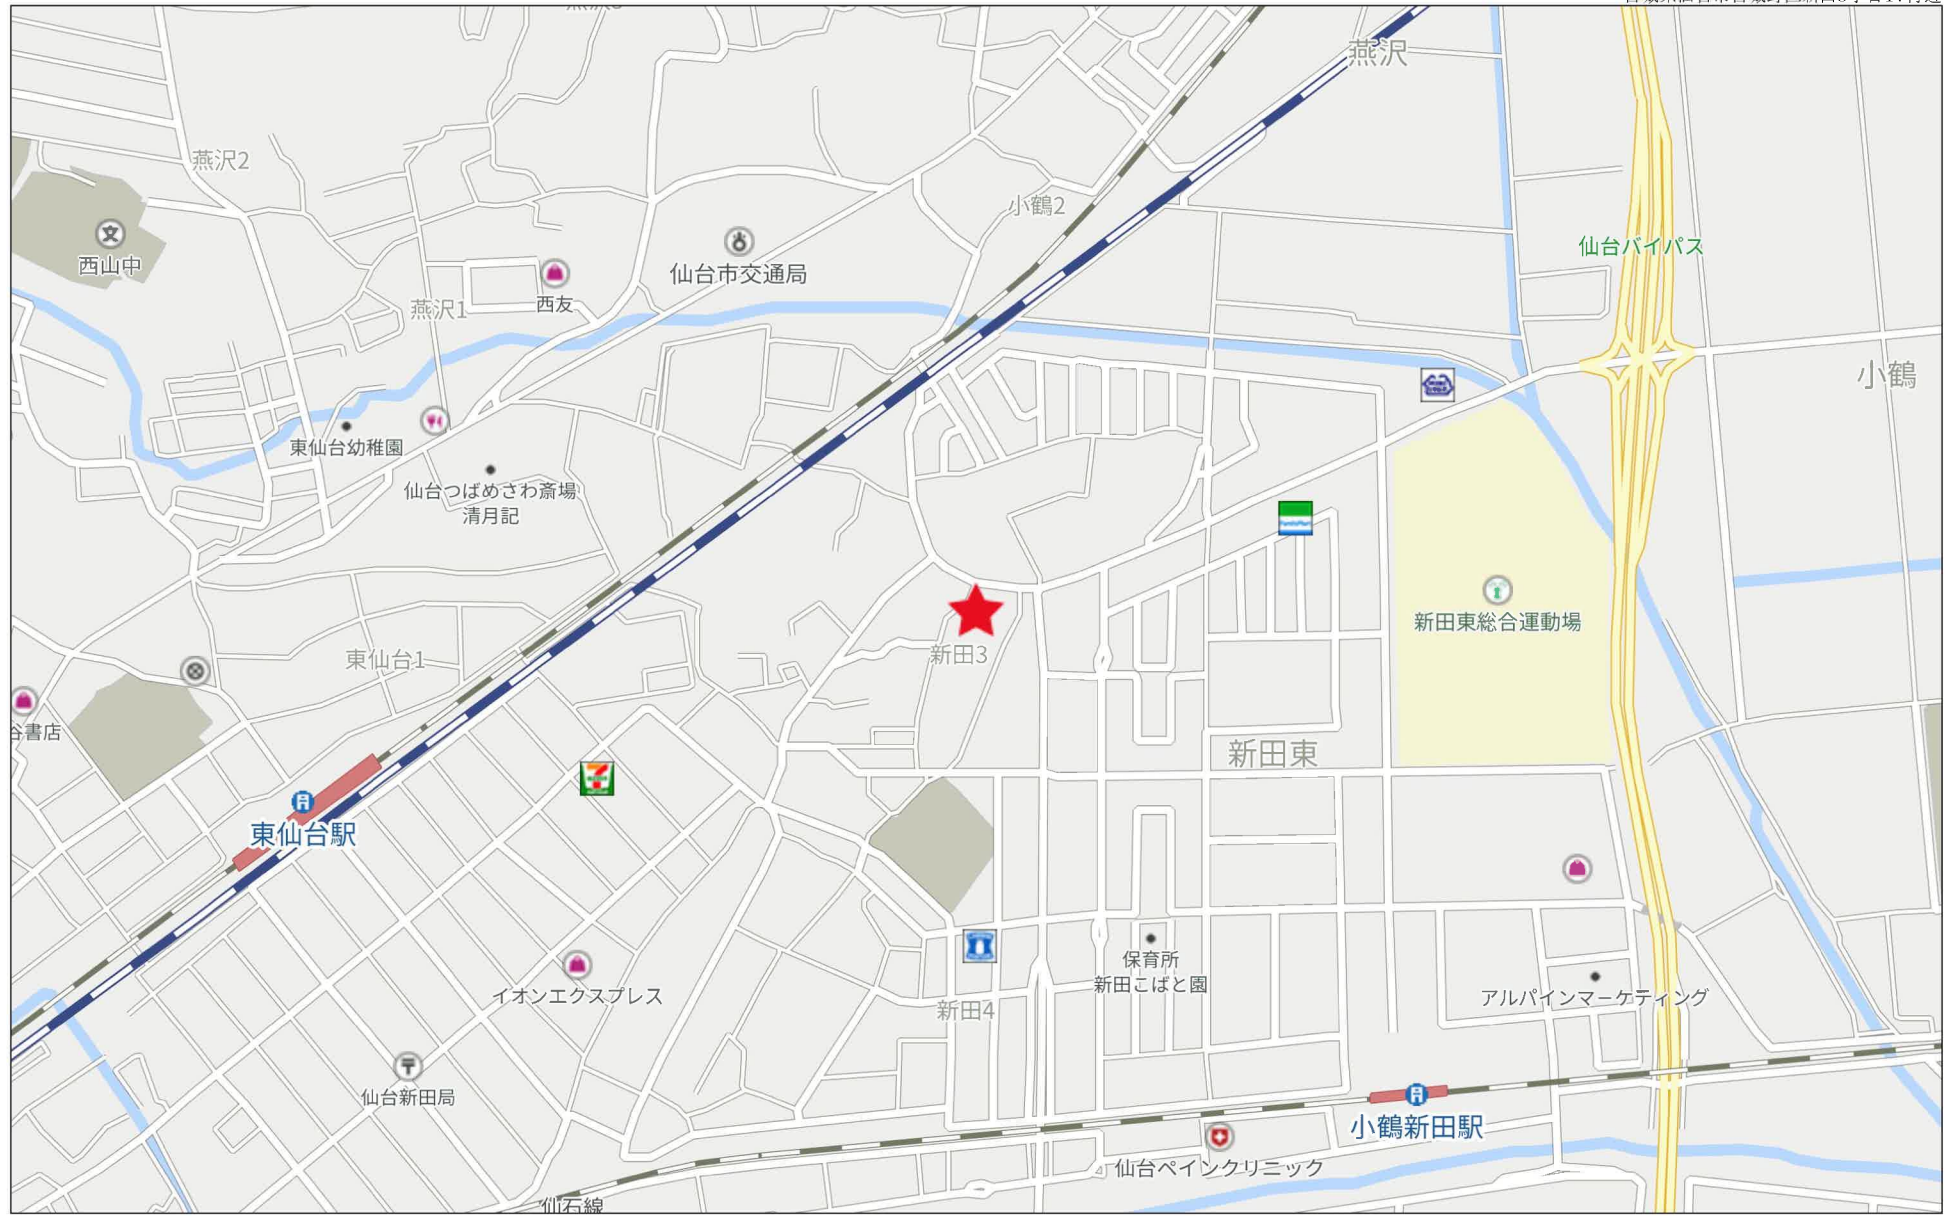 燕沢
燕沢2
小鶴2
西山中
仙台市交通局
仙台バイパス
西友
燕沢1
小鶴
東仙台幼稚園
仙台つばめさわ斎場
清月記
FamilyMart
新田東総合運動場
新田3
東仙台1
谷書店
新田東
7
東仙台駅
保育所
新田こばと園
イオンエクスプレス
新田4
アルパインマーケティング
仙台新田局
小鶴新田駅
仙台ペインクリニック
仙石線